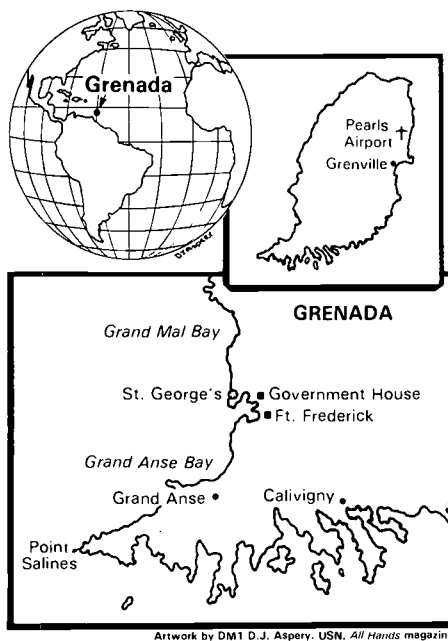 Grenada
Pearls
Airport
Grenville
GRENADA
Grand Mal Bay
St. George's
Government House
Ft. Frederick
Grand Anse Bay
Grand Anse
Calivigny
Point
Salines
Artwork by DM1 D.J. Aspery, USN, All Hands magazin